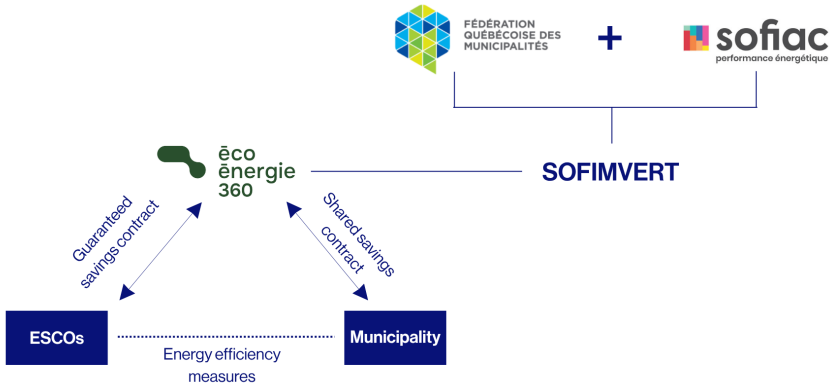 FÉDÉRATION
QUÉBÉCOISE DES
MUNICIPALITÉS
+
sofiac
performance énergétique
ēco
ēnergie
360
SOFIMVERT
Guaranteed
savings contract
Shared savings
contract
ESCOs
Municipality
Energy efficiency
measures